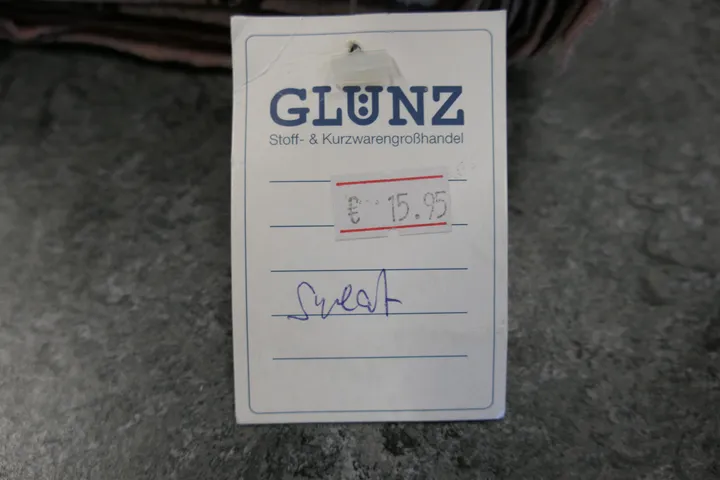 GLÜNZ
Stoff- & Kurzwarengroßhandel
€ 15.95
Sweat